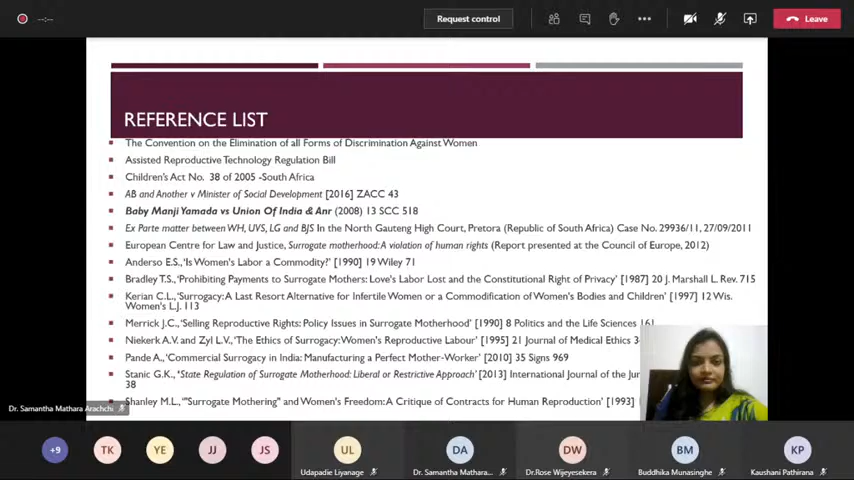 --:--
Request control
Leave
REFERENCE LIST
The Convention on the Elimination of all Forms of Discrimination Against Women
Assisted Reproductive Technology Regulation Bill
Children's Act No. 38 of 2005 -South Africa
AB and Another v Minister of Social Development [2016] ZACC 43
Baby Manji Yamada vs Union Of India & Anr (2008) 13 SCC 518
Ex Parte matter between WH, UVS, LG and BJS In the North Gauteng High Court, Pretora (Republic of South Africa) Case No. 29936/11, 27/09/2011
European Centre for Law and Justice, Surrogate motherhood: A violation of human rights (Report presented at the Council of Europe, 2012)
Anderso E.S., 'Is Women's Labor a Commodity?' [1990] 19 Wiley 71
Bradley T.S., 'Prohibiting Payments to Surrogate Mothers: Love's Labor Lost and the Constitutional Right of Privacy' [1987] 20 J. Marshall L. Rev. 715
Kerian C.L., 'Surrogacy: A Last Resort Alternative for Infertile Women or a Commodification of Women's Bodies and Children' [1997] 12 Wis.
Women's L.J. 113
Merrick J.C., 'Selling Reproductive Rights: Policy Issues in Surrogate Motherhood' [1990] 8 Politics and the Life Sciences 161
Niekerk A.V. and Zyl L.V., 'The Ethics of Surrogacy: Women's Reproductive Labour' [1995] 21 Journal of Medical Ethics
Pande A., 'Commercial Surrogacy in India: Manufacturing a Perfect Mother-Worker' [2010] 35 Signs 969
Stanic G.K., 'State Regulation of Surrogate Motherhood: Liberal or Restrictive Approach' [2013] International Journal of the
38
Shanley M.L., '"Surrogate Mothering" and Women's Freedom: A Critique of Contracts for Human Reproduction' [1993]
Dr. Samantha Mathara Arachchi
+9
TK
YE
JJ
JS
UL
DA
DW
BM
KP
Udapadie Liyanage
Dr. Samantha Mathara...
Dr.Rose Wijeyesekera
Buddhika Munasinghe
Kaushani Pathirana